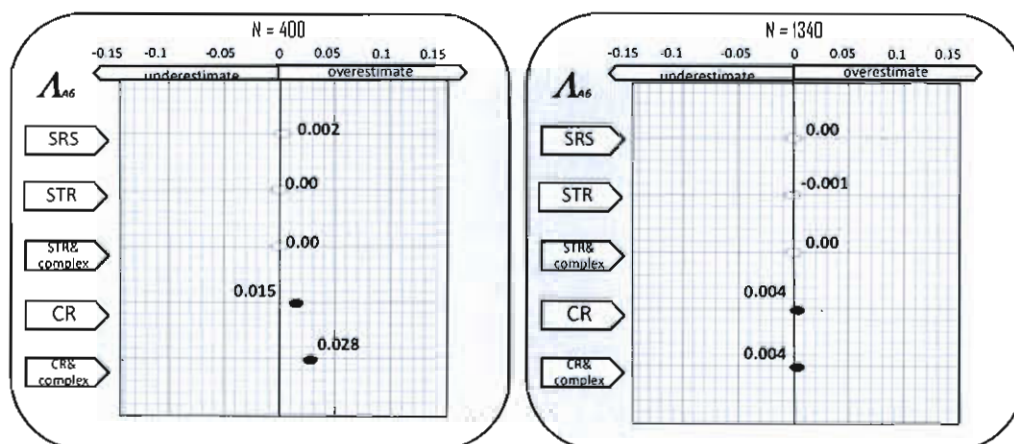 N = 400
-0.15 -0.1 -0.05 0 0.05 0.1 0.15
underestimate overestimate
ΛA6
SRS 0.002
STR 0.00
STR& complex 0.00
CR 0.015
CR& complex 0.028
N = 1340
-0.15 -0.1 -0.05 0 0.05 0.1 0.15
underestimate overestimate
ΛA6
SRS 0.00
STR -0.001
STR& complex 0.00
CR 0.004
CR& complex 0.004